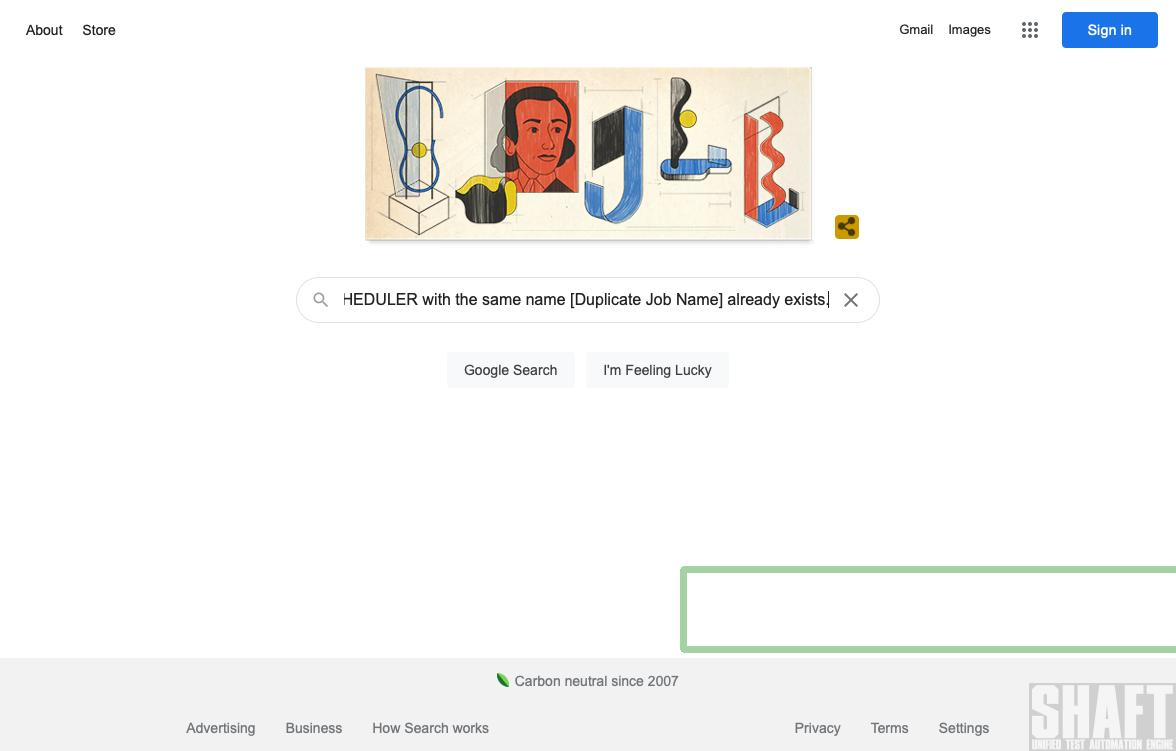 About Store
Gmail Images
Sign in
HEDULER with the same name [Duplicate Job Name] already exists.
Google Search
I'm Feeling Lucky
Carbon neutral since 2007
Advertising Business How Search works
Privacy Terms Settings
SHAFT
UNIFIED TEST AUTOMATION ENGINE